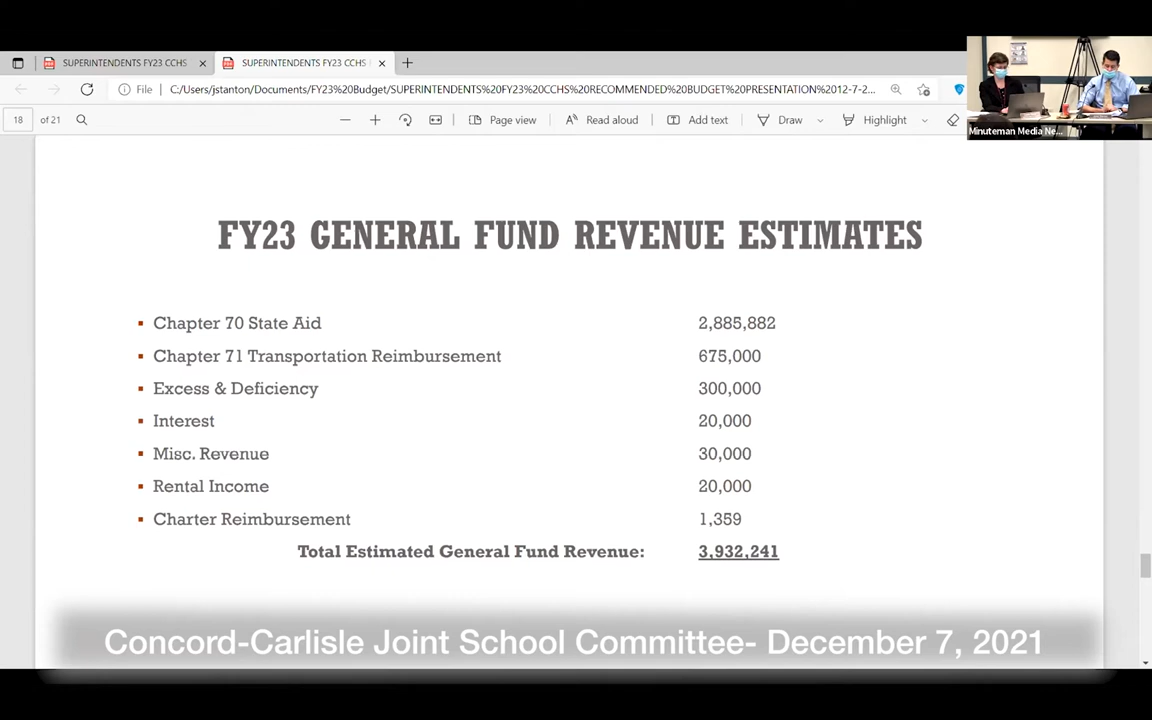 SUPERINTENDENTS FY23 CCHS
SUPERINTENDENTS FY23 CCHS
File C:/Users/jstanton/Documents/FY23%20Budget/SUPERINTENDENTS%20FY23%20CCHS%20RECOMMENDED%20BUDGET%20PRESENTATION%2012-7-2...
18 of 21 Page view Read aloud Add text Draw Highlight
Minuteman Media Ne...
FY23 GENERAL FUND REVENUE ESTIMATES
▪ Chapter 70 State Aid 2,885,882
▪ Chapter 71 Transportation Reimbursement 675,000
▪ Excess & Deficiency 300,000
▪ Interest 20,000
▪ Misc. Revenue 30,000
▪ Rental Income 20,000
▪ Charter Reimbursement 1,359
Total Estimated General Fund Revenue: 3,932,241
Concord-Carlisle Joint School Committee- December 7, 2021